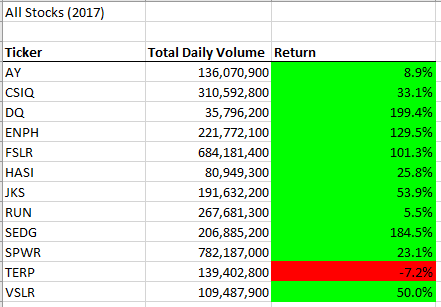 All Stocks (2017)
Ticker Total Daily Volume Return
AY 136,070,900 8.9%
CSIQ 310,592,800 33.1%
DQ 35,796,200 199.4%
ENPH 221,772,100 129.5%
FSLR 684,181,400 101.3%
HASI 80,949,300 25.8%
JKS 191,632,200 53.9%
RUN 267,681,300 5.5%
SEDG 206,885,200 184.5%
SPWR 782,187,000 23.1%
TERP 139,402,800 -7.2%
VSLR 109,487,900 50.0%